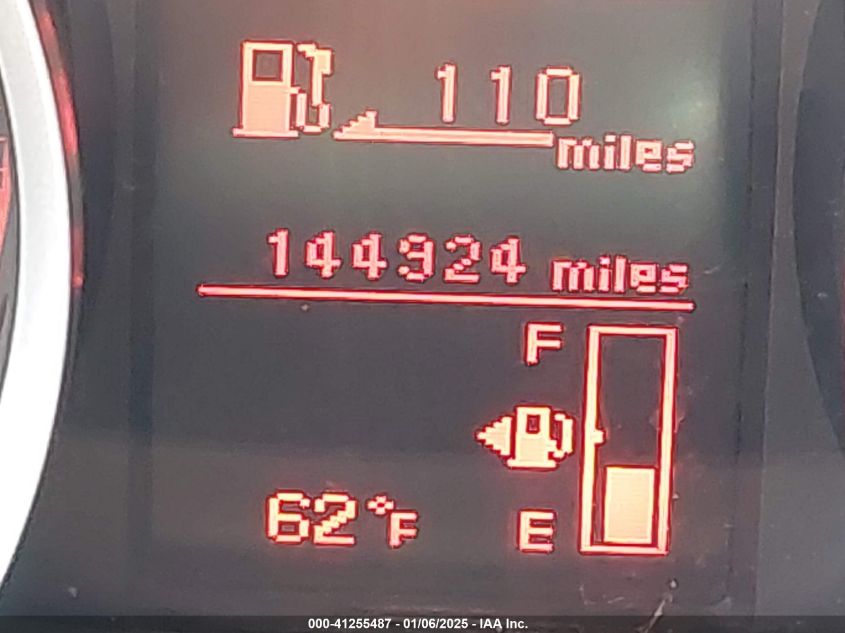 110
miles
144924 miles
F
62°F E
000-41255487 - 01/06/2025 - IAA Inc.